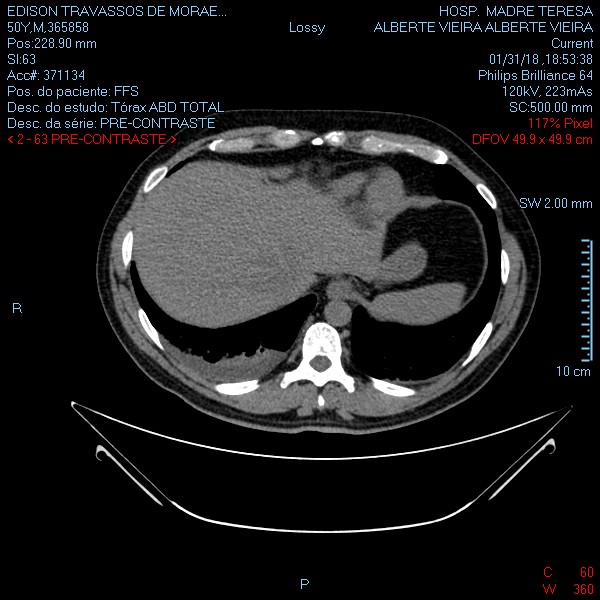 EDISON TRAVASSOS DE MORAE...
50Y,M,365858
Pos:228.90 mm
SI:63
Acc#: 371134
Pos. do paciente: FFS
Desc. do estudo: Tórax ABD TOTAL
Desc. da série: PRE-CONTRASTE
< 2 - 63 PRE-CONTRASTE >
Lossy
HOSP. MADRE TERESA
ALBERTE VIEIRA ALBERTE VIEIRA
Current
01/31/18 ,18:53:38
Philips Brilliance 64
120kV, 223mAs
SC:500.00 mm
117% Pixel
DFOV 49.9 x 49.9 cm
SW 2.00 mm
R
10 cm
P
C 60
W 360